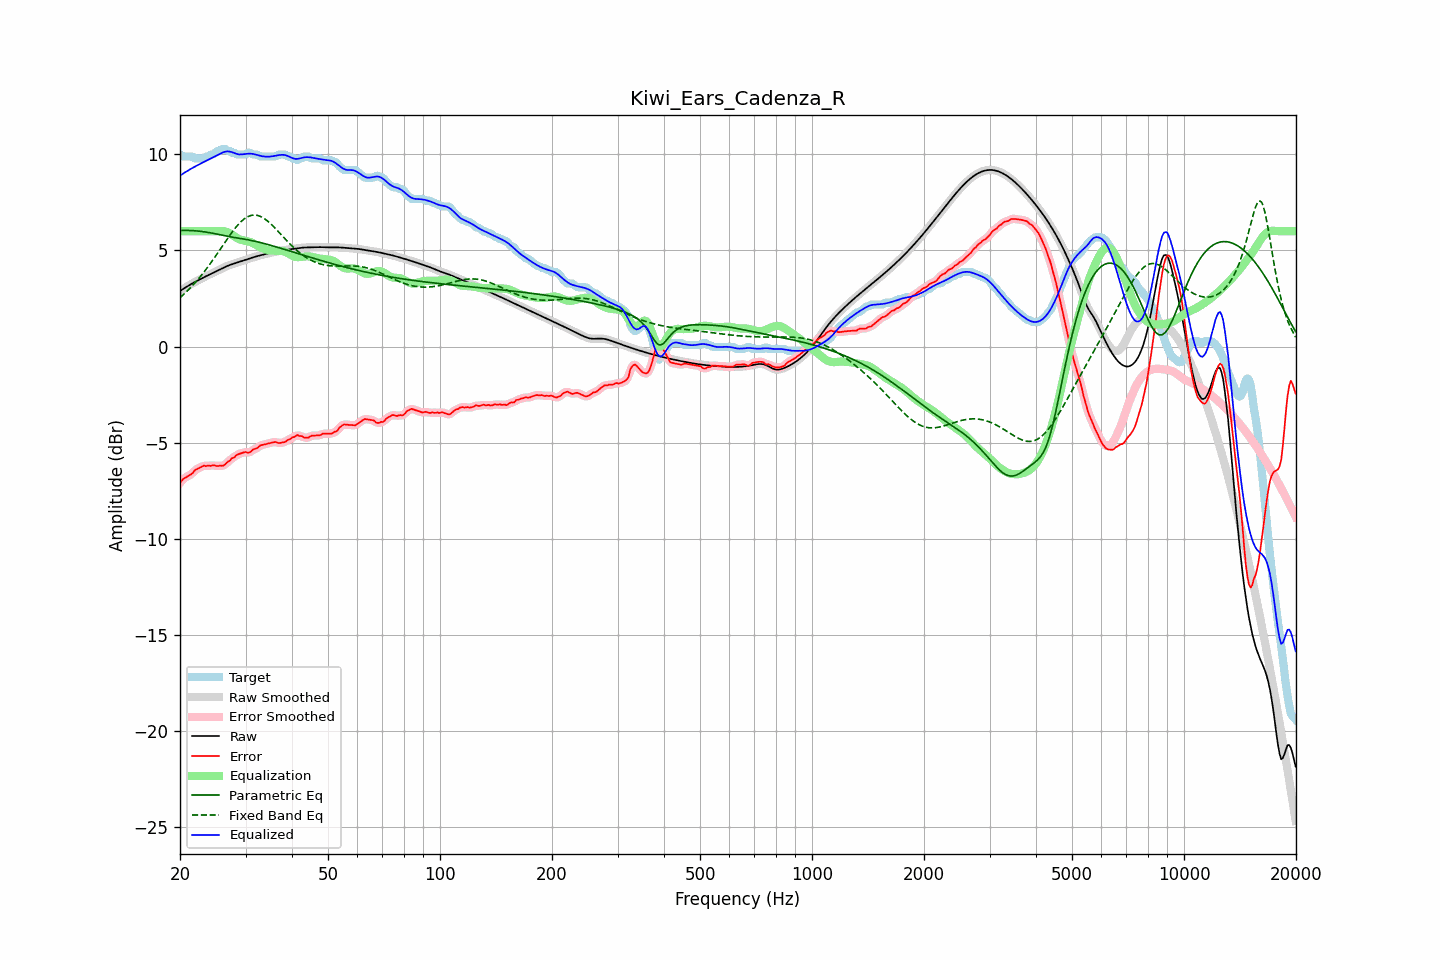 Kiwi_Ears_Cadenza_R
10
5
0
−5
−10
−15
−20
−25
Amplitude (dBr)
Target
Raw Smoothed
Error Smoothed
Raw
Error
Equalization
Parametric Eq
Fixed Band Eq
Equalized
20 50 100 200 500 1000 2000 5000 10000 20000
Frequency (Hz)